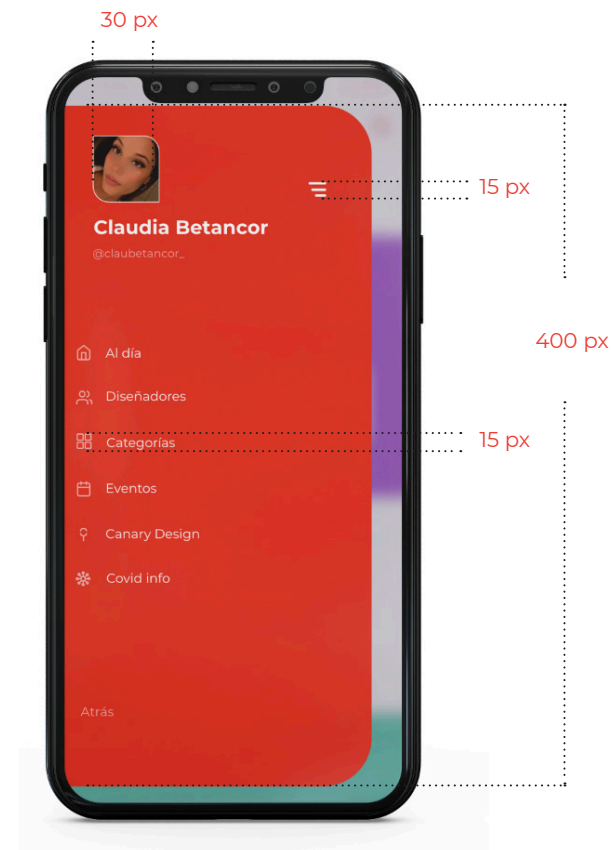 30 px
15 px
Claudia Betancor
@claubetancor_
400 px
Al día
Diseñadores
Categorías
15 px
Eventos
Canary Design
Covid info
Atrás